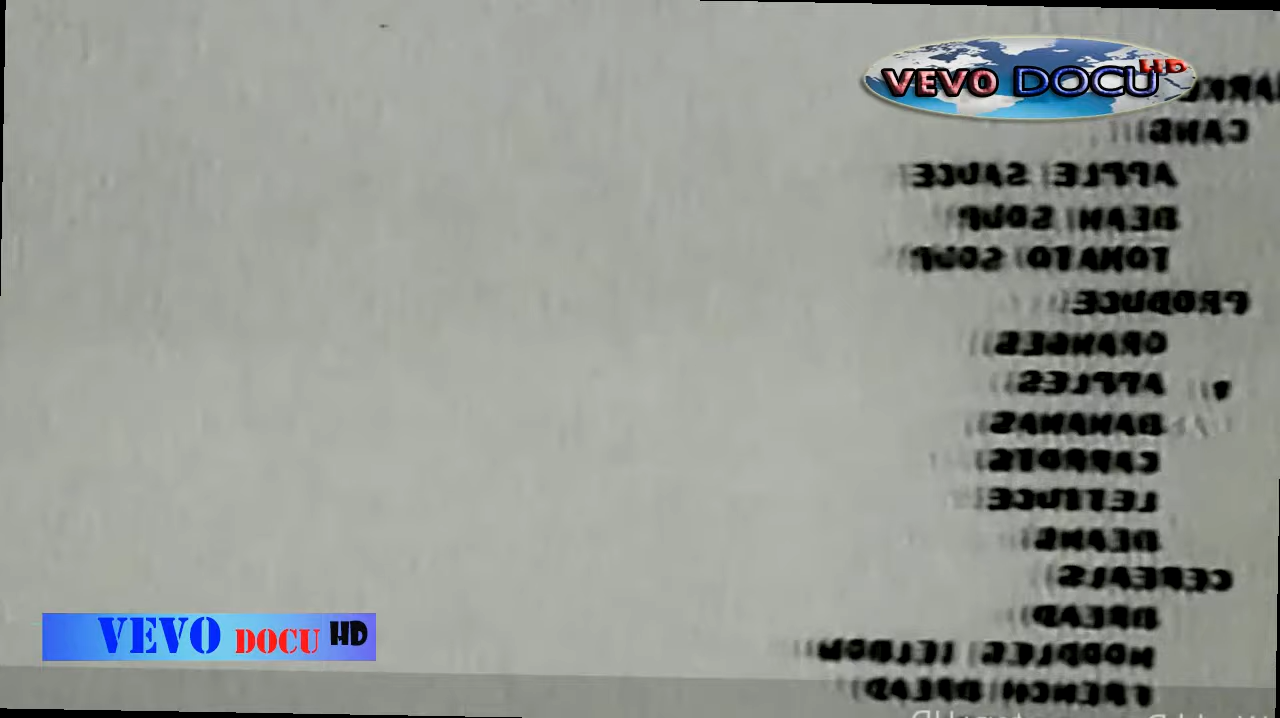 VEVO DOCU HD
CANS
APPLE SAUCE
BEAN SOUP
TOMATO SOUP
PRODUCE
ORANGES
APPLES
BANANAS
CARROTS
LETTUCE
BEANS
CEREALS
BREAD
NOODLES (ELBOW
FRENCH BREAD
VEVO DOCU HD